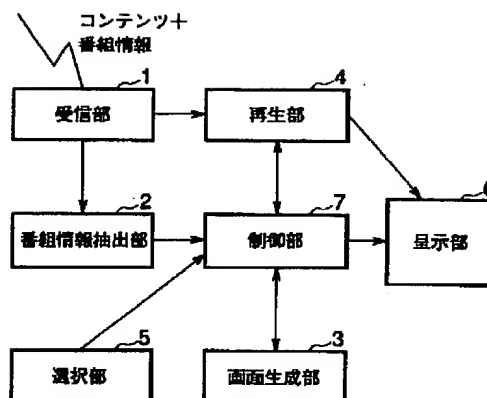 コンテンツ+
番組情報
1
受信部
4
再生部
2
番組情報抽出部
7
制御部
6
呈示部
5
選択部
3
画面生成部